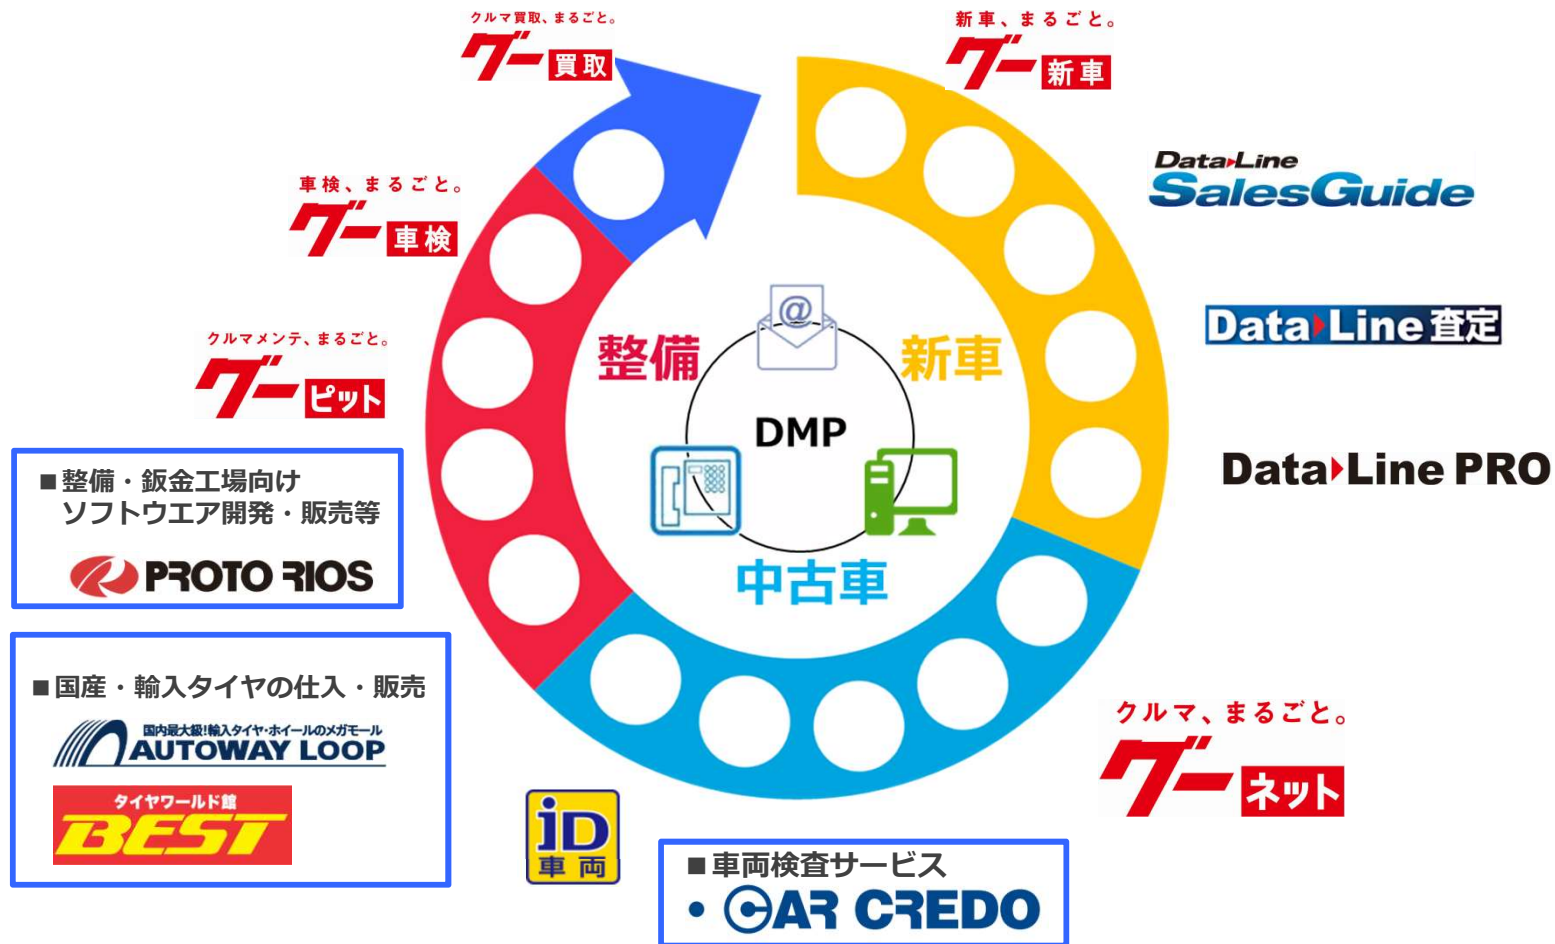 クルマ買取、まるごと。
グー買取
新車、まるごと。
グー新車
車検、まるごと。
グー車検
Data Line
SalesGuide
Data Line 査定
クルマメンテ、まるごと。
グーピット
@
整備
新車
DMP
中古車
Data Line PRO
■整備・鈑金工場向け
ソフトウエア開発・販売等
PROTO RIOS
■国産・輸入タイヤの仕入・販売
国内最大級!輸入タイヤ・ホイールのメガモール
AUTOWAY LOOP
タイヤワールド館
BEST
iD
車両
■車両検査サービス
• CAR CREDO
クルマ、まるごと。
グーネット